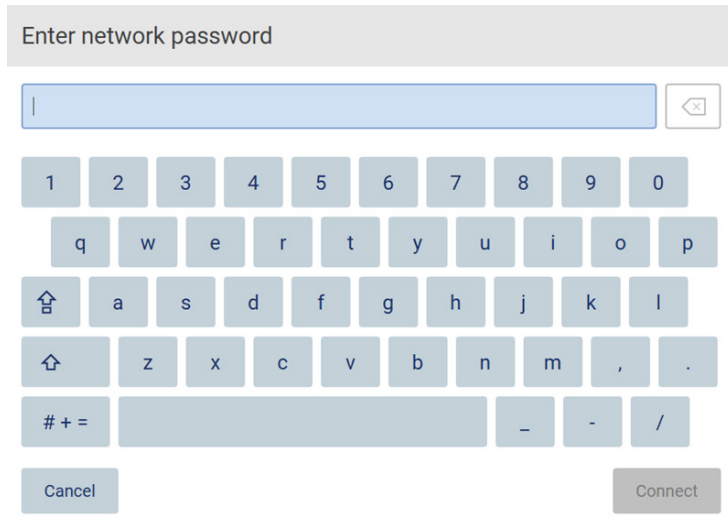 Enter network password
1 2 3 4 5 6 7 8 9 0
q w e r t y u i o p
a s d f g h j k l
z x c v b n m , .
# + = _ - /
Cancel Connect